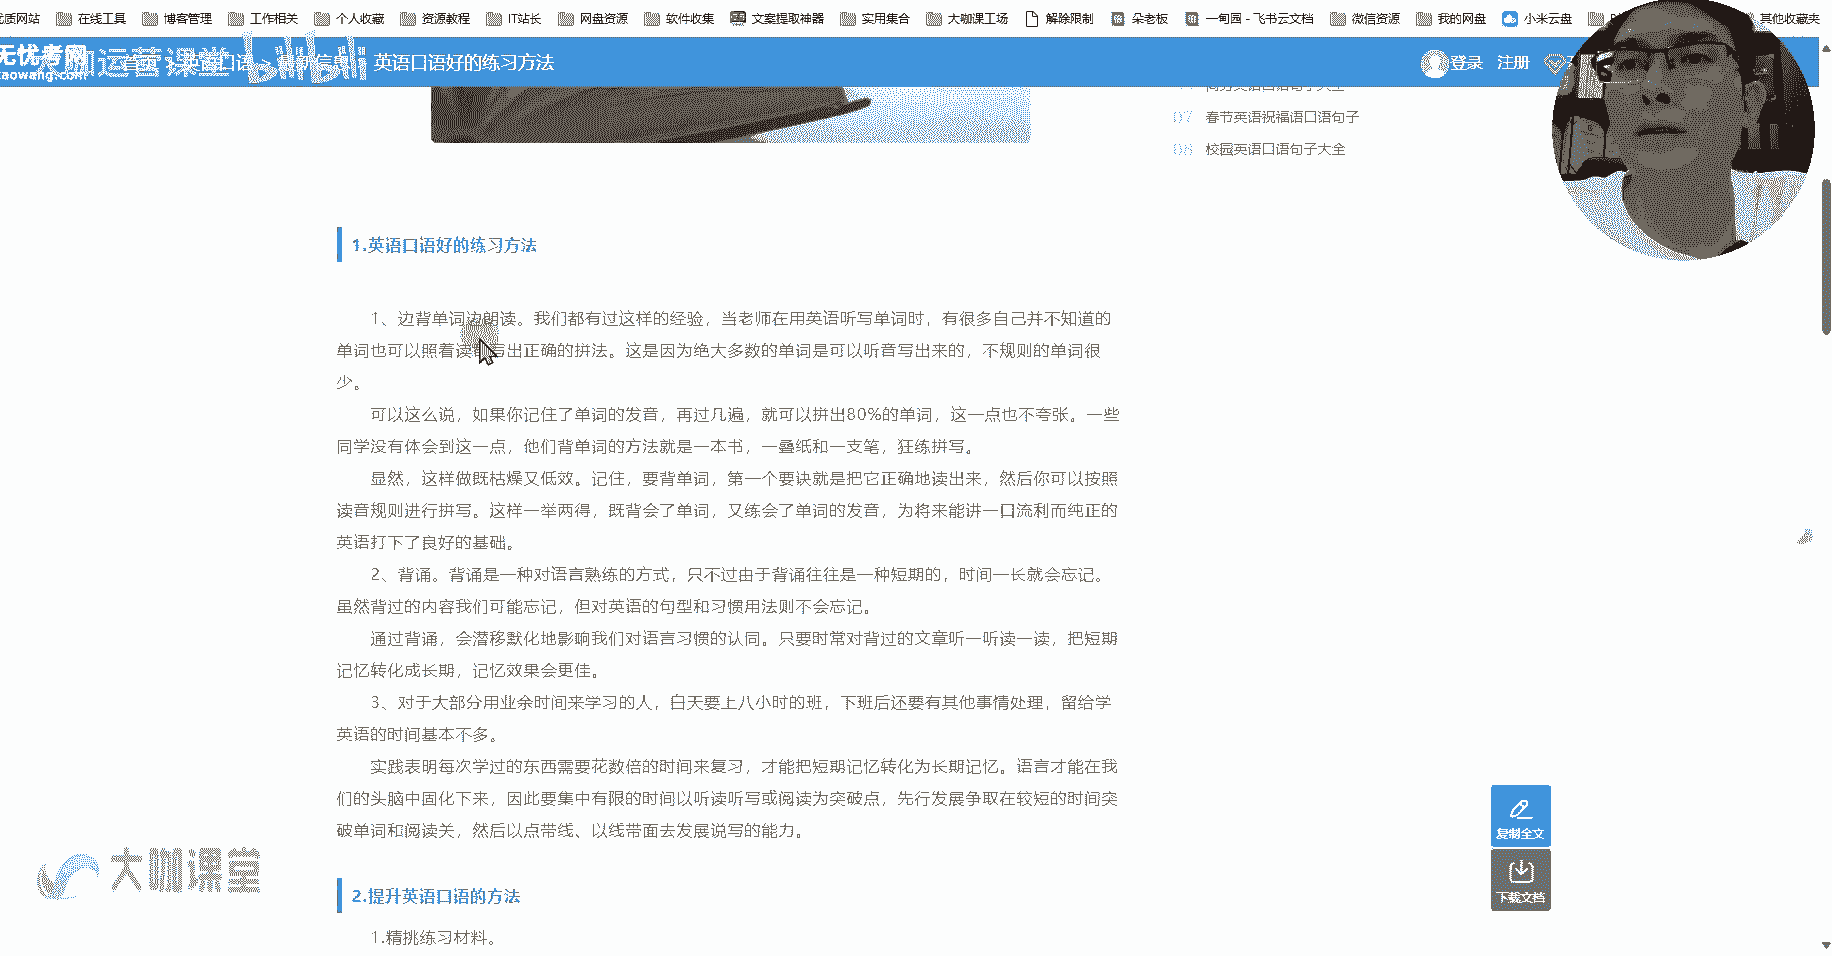 优质网站 在线工具 博客管理 工作相关 个人收藏 资源教程 IT站长 网盘资源 软件收集 文案提取神器 实用集合 大咖课工场 解除限制 朵老板 一甸园 - 飞书云文档 微信资源 我的网盘 小米云盘 其他收藏夹
无忧考网 英语口语 > 最新信息 英语口语好的练习方法 登录 注册
aowang.com
大咖运营课堂 bilibili
07 春节英语祝福语口语句子
08 校园英语口语句子大全
1.英语口语好的练习方法
1、边背单词边朗读。我们都有过这样的经验，当老师在用英语听写单词时，有很多自己并不知道的
单词也可以照着读音写出正确的拼法。这是因为绝大多数的单词是可以听音写出来的，不规则的单词很
少。
可以这么说，如果你记住了单词的发音，再过几遍，就可以拼出80%的单词，这一点也不夸张。一些
同学没有体会到这一点，他们背单词的方法就是一本书，一叠纸和一支笔，狂练拼写。
显然，这样做既枯燥又低效。记住，要背单词，第一个要诀就是把它正确地读出来，然后你可以按照
读音规则进行拼写。这样一举两得，既背会了单词，又练会了单词的发音，为将来能讲一口流利而纯正的
英语打下了良好的基础。
2、背诵。背诵是一种对语言熟练的方式，只不过由于背诵往往是一种短期的，时间一长就会忘记。
虽然背过的内容我们可能忘记，但对英语的句型和习惯用法则不会忘记。
通过背诵，会潜移默化地影响我们对语言习惯的认同。只要时常对背过的文章听一听读一读，把短期
记忆转化成长期，记忆效果会更佳。
3、对于大部分用业余时间来学习的人，白天要上八小时的班，下班后还要有其他事情处理，留给学
英语的时间基本不多。
实践表明每次学过的东西需要花数倍的时间来复习，才能把短期记忆转化为长期记忆。语言才能在我
们的头脑中固化下来，因此要集中有限的时间以听读听写或阅读为突破点，先行发展争取在较短的时间突
破单词和阅读关，然后以点带线、以线带面去发展说写的能力。
复制全文
大咖课堂
下载文档
2.提升英语口语的方法
1.精挑练习材料。